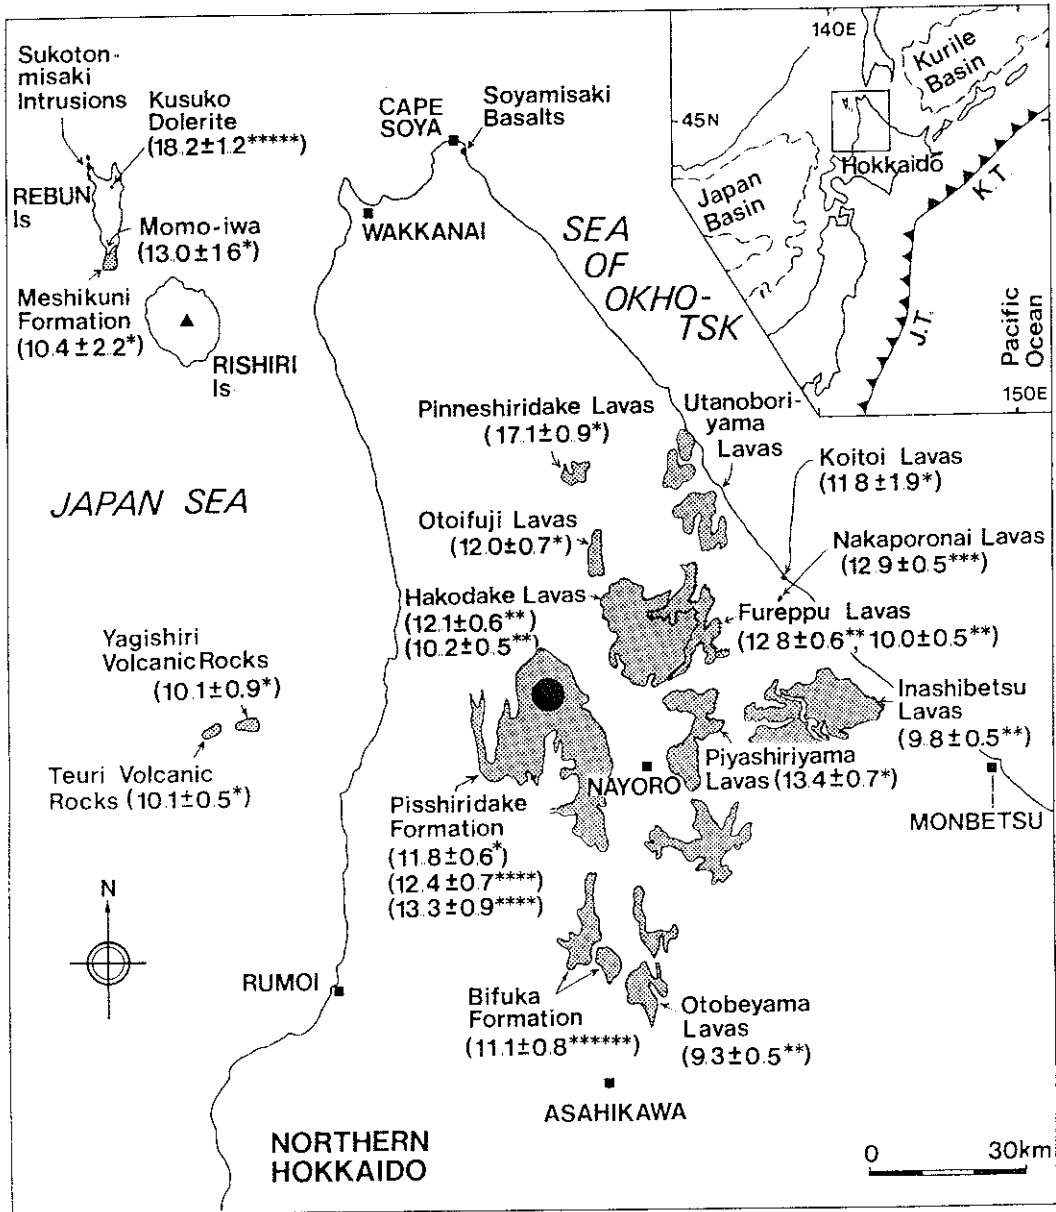 Sukoton-
misaki
Intrusions
Kusuko
Dolerite
(18.2±1.2*****)
REBUN
Is
Momo-iwa
(13.0±1.6*)
Meshikuni
Formation
(10.4±2.2*)
RISHIRI
Is
CAPE
SOYA
Soyamisaki
Basalts
WAKKANAI
SEA
OF
OKHO-
TSK
140E
Kurile
Basin
45N
Hokkaido
Japan
Basin
K.T.
J.T.
Pacific
Ocean
150E
JAPAN SEA
Pinneshiridake Lavas
(17.1±0.9*)
Utanobori-
yama
Lavas
Koitoi Lavas
(11.8±1.9*)
Otoifuji Lavas
(12.0±0.7*)
Nakaporonai Lavas
(12.9±0.5***)
Hakodake Lavas
(12.1±0.6**)
(10.2±0.5**)
Fureppu Lavas
(12.8±0.6**, 10.0±0.5**)
Yagishiri
Volcanic Rocks
(10.1±0.9*)
Teuri Volcanic
Rocks (10.1±0.5*)
Inashibetsu
Lavas
(9.8±0.5**)
Piyashiriyama
Lavas (13.4±0.7*)
NAYORO
MONBETSU
Pisshiridake
Formation
(11.8±0.6*)
(12.4±0.7****)
(13.3±0.9****)
N
RUMOI
Bifuka
Formation
(11.1±0.8******)
Otobeyama
Lavas
(9.3±0.5**)
ASAHIKAWA
NORTHERN
HOKKAIDO
0 30km